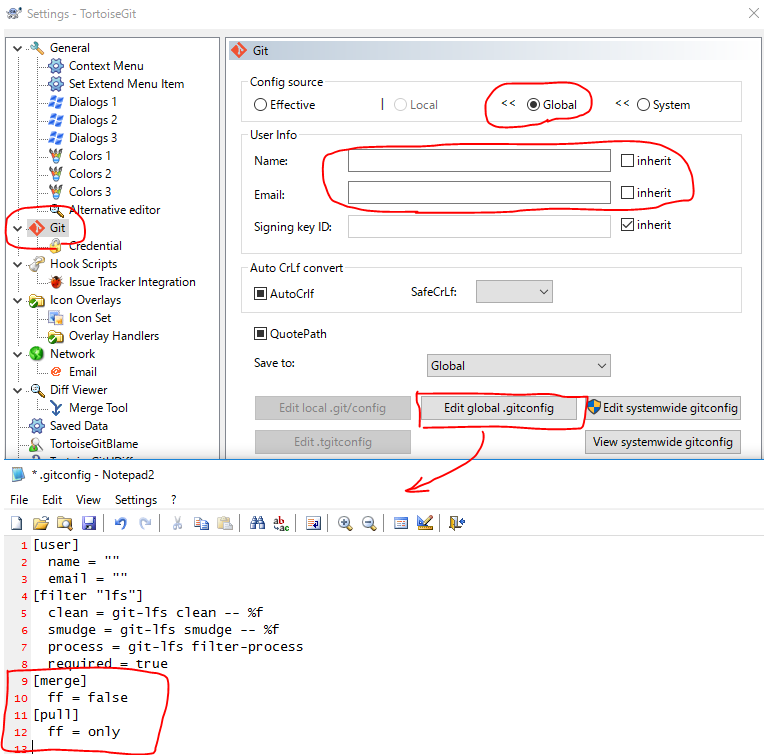 Settings - TortoiseGit
General
Context Menu
Set Extend Menu Item
Dialogs 1
Dialogs 2
Dialogs 3
Colors 1
Colors 2
Colors 3
Alternative editor
Git
Credential
Hook Scripts
Issue Tracker Integration
Icon Overlays
Icon Set
Overlay Handlers
Network
Email
Diff Viewer
Merge Tool
Saved Data
TortoiseGitBlame
Git
Config source
Effective | Local << Global << System
User Info
Name: inherit
Email: inherit
Signing key ID: inherit
Auto CrLf convert
AutoCrlf SafeCrLf:
QuotePath
Save to: Global
Edit local .git/config Edit global .gitconfig Edit systemwide gitconfig
Edit .tgitconfig View systemwide gitconfig
* .gitconfig - Notepad2
File Edit View Settings ?
1 [user]
2 name = ""
3 email = ""
4 [filter "lfs"]
5 clean = git-lfs clean -- %f
6 smudge = git-lfs smudge -- %f
7 process = git-lfs filter-process
8 required = true
9 [merge]
10 ff = false
11 [pull]
12 ff = only
13